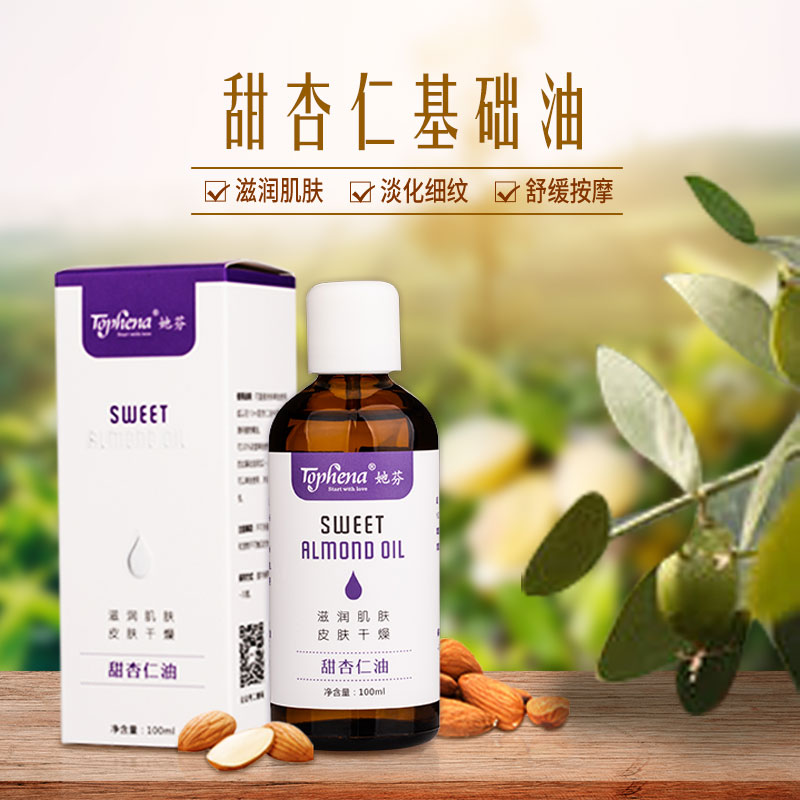 甜杏仁基础油
滋润肌肤 淡化细纹 舒缓按摩
Tophena® 她芬
Start with love
SWEET
ALMOND OIL
滋润肌肤
皮肤干燥
甜杏仁油
净含量：100ml
Tophena® 她芬
Start with love
SWEET
ALMOND OIL
滋润肌肤
皮肤干燥
甜杏仁油
净含量：100ml